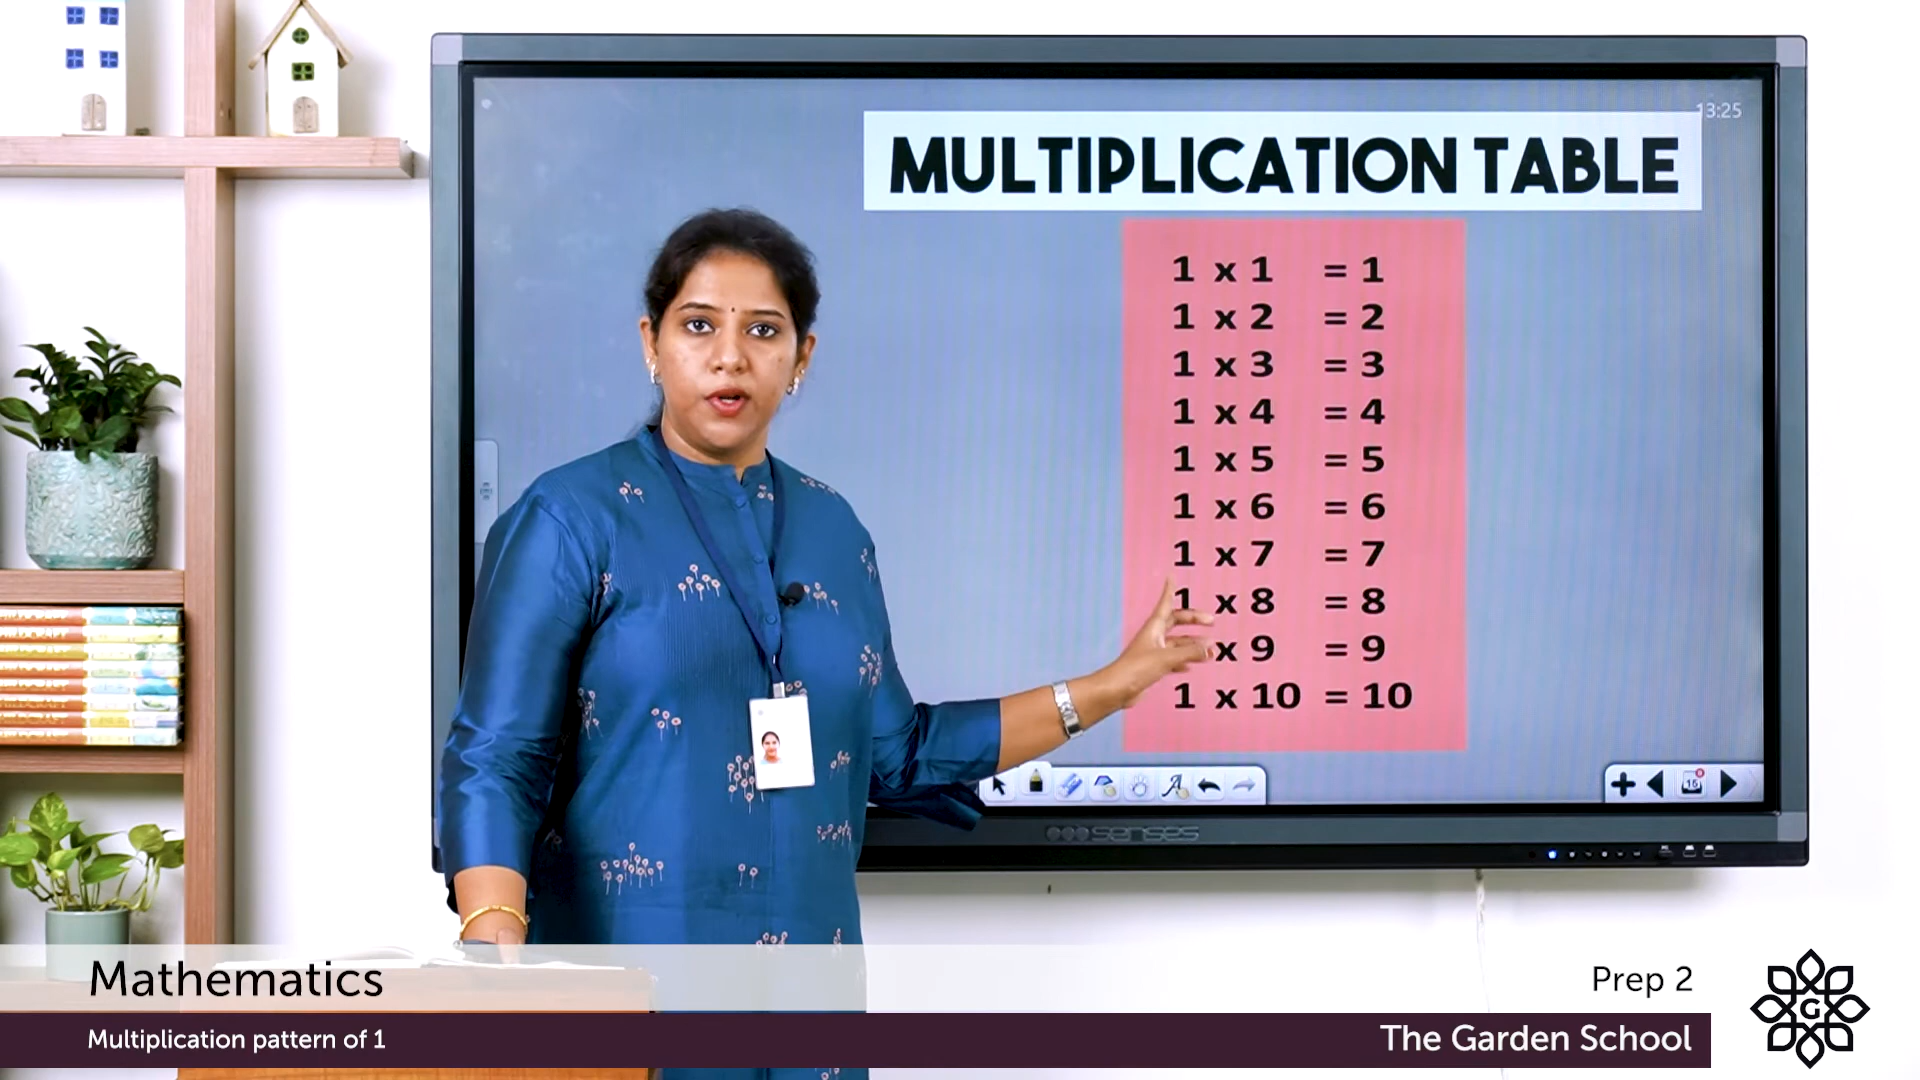 13:25
MULTIPLICATION TABLE
1 x 1 = 1
1 x 2 = 2
1 x 3 = 3
1 x 4 = 4
1 x 5 = 5
1 x 6 = 6
1 x 7 = 7
1 x 8 = 8
x 9 = 9
1 x 10 = 10
15
senses
Mathematics
Prep 2
Multiplication pattern of 1
The Garden School
G